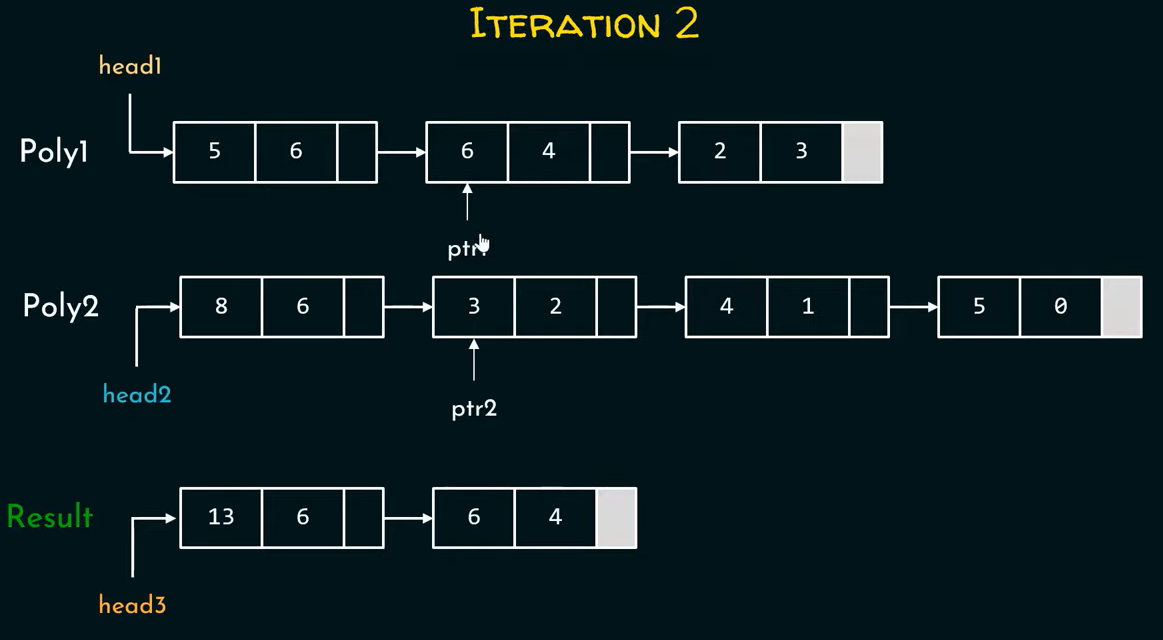 ITERATION 2
head1
Poly1 5 6 6 4 2 3
Poly2 8 6 3 2 4 1 5 0
head2
ptr2
Result 13 6 6 4
head3